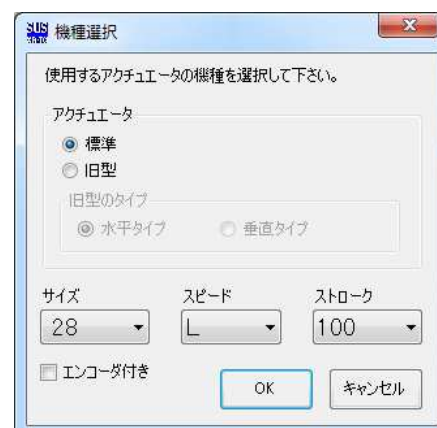 SUS
機種選択
使用するアクチュエータの機種を選択して下さい。
アクチュエータ
標準
旧型
旧型のタイプ
水平タイプ 垂直タイプ
サイズ スピード ストローク
28 L 100
エンコーダ付き
OK キャンセル